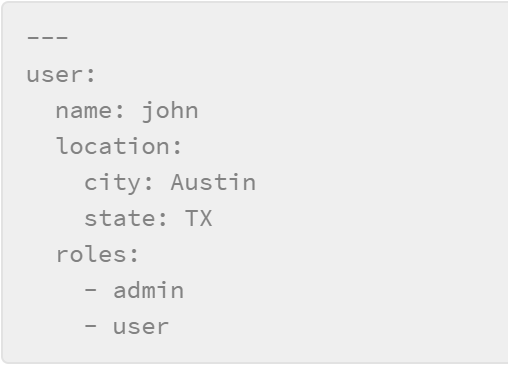 ---
user:
  name: john
  location:
    city: Austin
    state: TX
  roles:
    - admin
    - user